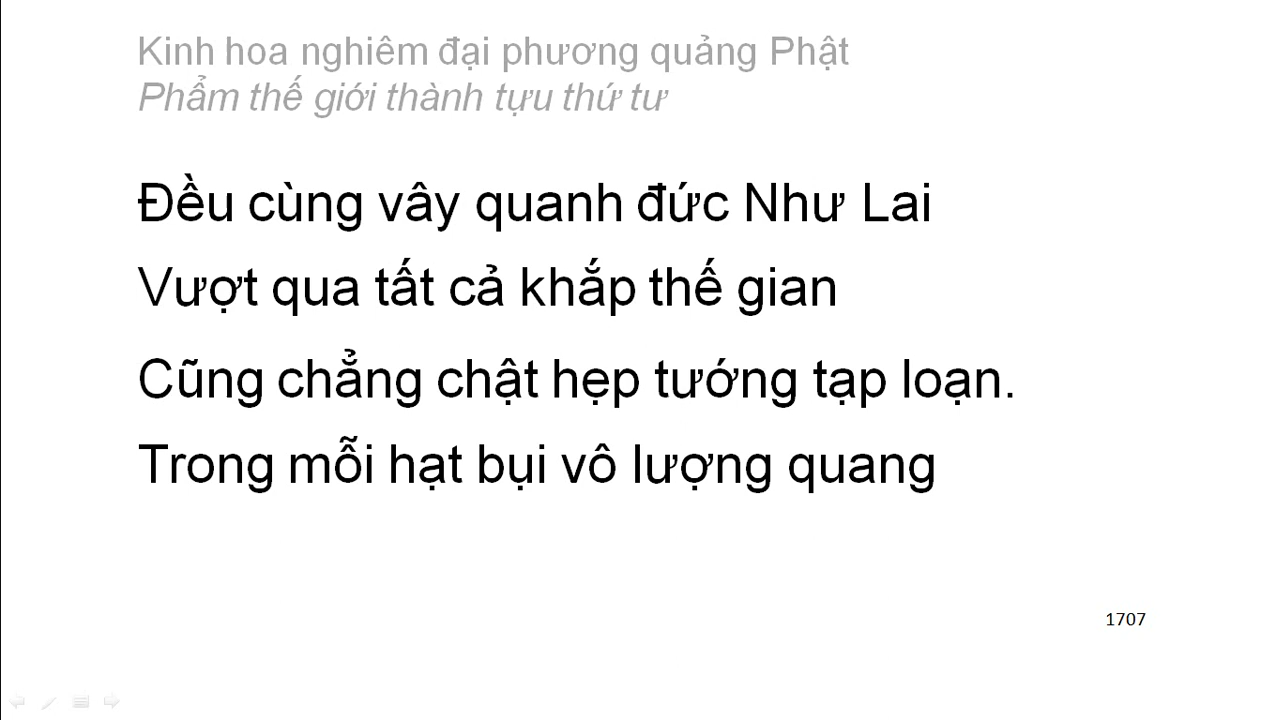 Kinh hoa nghiêm đại phương quảng Phật
Phẩm thế giới thành tựu thứ tư
Đều cùng vây quanh đức Như Lai
Vượt qua tất cả khắp thế gian
Cũng chẳng chật hẹp tướng tạp loạn.
Trong mỗi hạt bụi vô lượng quang
1707